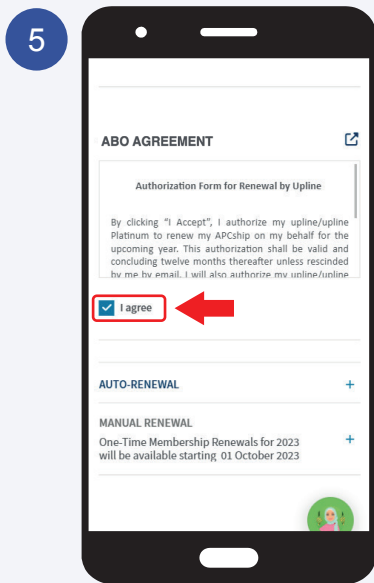 5
ABO AGREEMENT
Authorization Form for Renewal by Upline
By clicking “I Accept”, I authorize my upline/upline
Platinum to renew my APCship on my behalf for the
upcoming year. This authorization shall be valid and
concluding twelve months thereafter unless rescinded
by me by email. I will also authorize my upline/upline
I agree
AUTO-RENEWAL +
MANUAL RENEWAL
One-Time Membership Renewals for 2023 +
will be available starting 01 October 2023